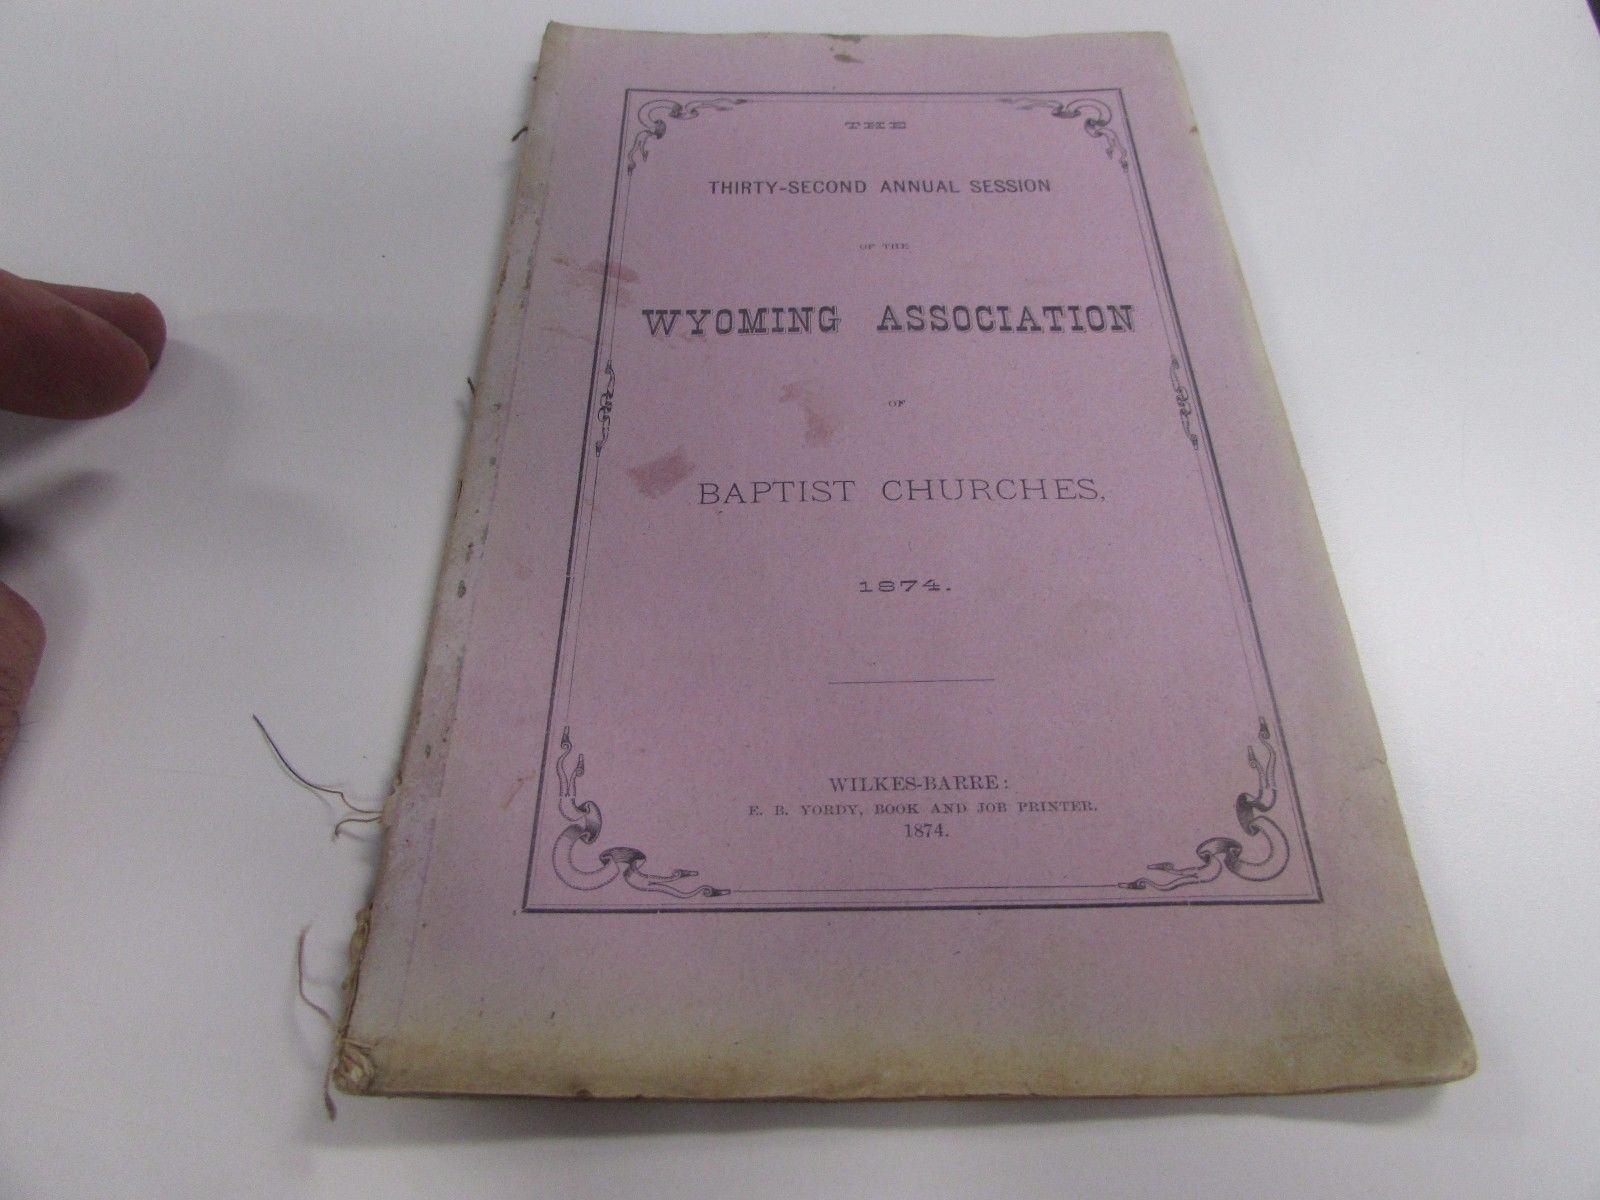 THE
THIRTY-SECOND ANNUAL SESSION
OF THE
WYOMING ASSOCIATION
OF
BAPTIST CHURCHES,
1874.
WILKES-BARRE:
E. B. YORDY, BOOK AND JOB PRINTER.
1874.